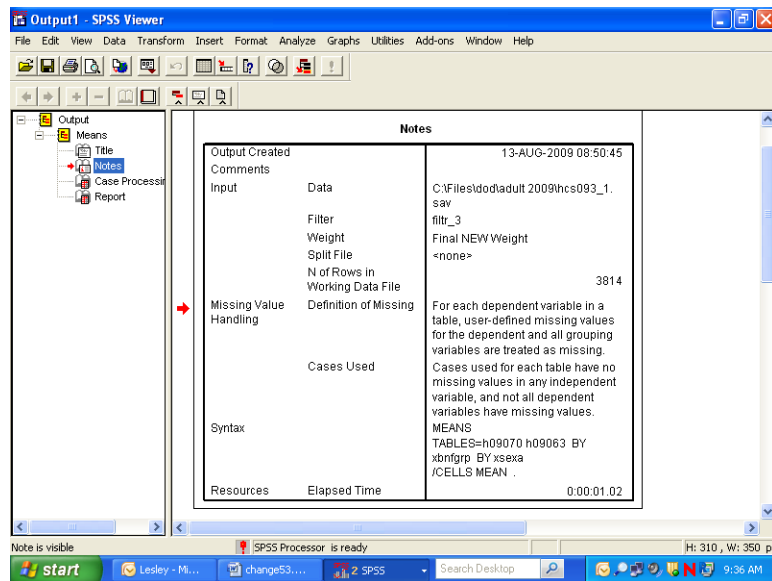 Output1 - SPSS Viewer
File Edit View Data Transform Insert Format Analyze Graphs Utilities Add-ons Window Help
Output
Means
Title
Notes
Case Processin
Report
Notes
Output Created 13-AUG-2009 08:50:45
Comments
Input Data C:\Files\dod\adult 2009\hcs093_1.
sav
Filter filtr_3
Weight Final NEW Weight
Split File <none>
N of Rows in
Working Data File 3814
Missing Value Definition of Missing For each dependent variable in a
Handling table, user-defined missing values
for the dependent and all grouping
variables are treated as missing.
Cases Used Cases used for each table have no
missing values in any independent
variable, and not all dependent
variables have missing values.
Syntax MEANS
TABLES=h09070 h09063 BY
xbnfgrp BY xsexa
/CELLS MEAN .
Resources Elapsed Time 0:00:01.02
Note is visible SPSS Processor is ready H: 310 , W: 350 p
start Lesley - Mi... change53.... 2 SPSS Search Desktop 9:36 AM